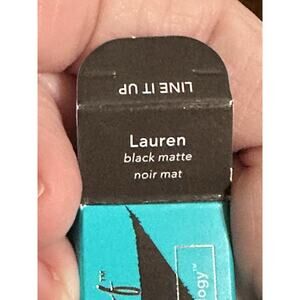 LINE IT UP
Lauren
black matte
noir mat